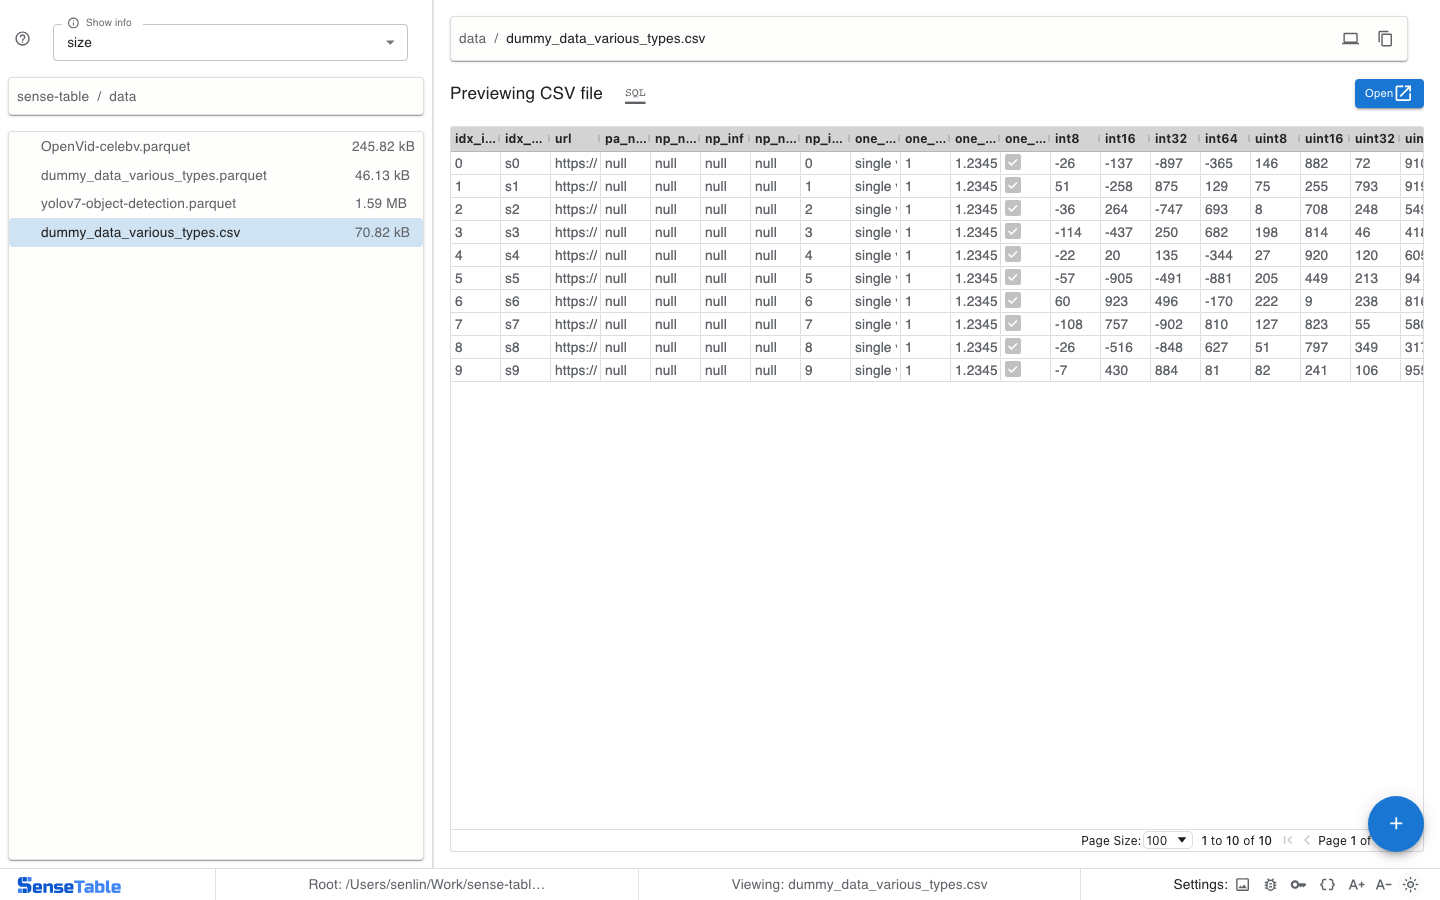 Show info
size
sense-table / data
OpenVid-celebv.parquet 245.82 kB
dummy_data_various_types.parquet 46.13 kB
yolov7-object-detection.parquet 1.59 MB
dummy_data_various_types.csv 70.82 kB
data / dummy_data_various_types.csv
Previewing CSV file SQL Open
idx_i... idx_... url pa_n... np_n... np_inf np_n... np_i... one_... one_... one_... one_... int8 int16 int32 int64 uint8 uint16 uint32 uin
0 s0 https:// null null null null 0 single 1 1.2345 -26 -137 -897 -365 146 882 72 910
1 s1 https:// null null null null 1 single 1 1.2345 51 -258 875 129 75 255 793 919
2 s2 https:// null null null null 2 single 1 1.2345 -36 264 -747 693 8 708 248 549
3 s3 https:// null null null null 3 single 1 1.2345 -114 -437 250 682 198 814 46 418
4 s4 https:// null null null null 4 single 1 1.2345 -22 20 135 -344 27 920 120 605
5 s5 https:// null null null null 5 single 1 1.2345 -57 -905 -491 -881 205 449 213 94
6 s6 https:// null null null null 6 single 1 1.2345 60 923 496 -170 222 9 238 816
7 s7 https:// null null null null 7 single 1 1.2345 -108 757 -902 810 127 823 55 580
8 s8 https:// null null null null 8 single 1 1.2345 -26 -516 -848 627 51 797 349 317
9 s9 https:// null null null null 9 single 1 1.2345 -7 430 884 81 82 241 106 955
Page Size: 100 1 to 10 of 10 Page 1 of
SenseTable Root: /Users/senlin/Work/sense-tabl... Viewing: dummy_data_various_types.csv Settings: A+ A-